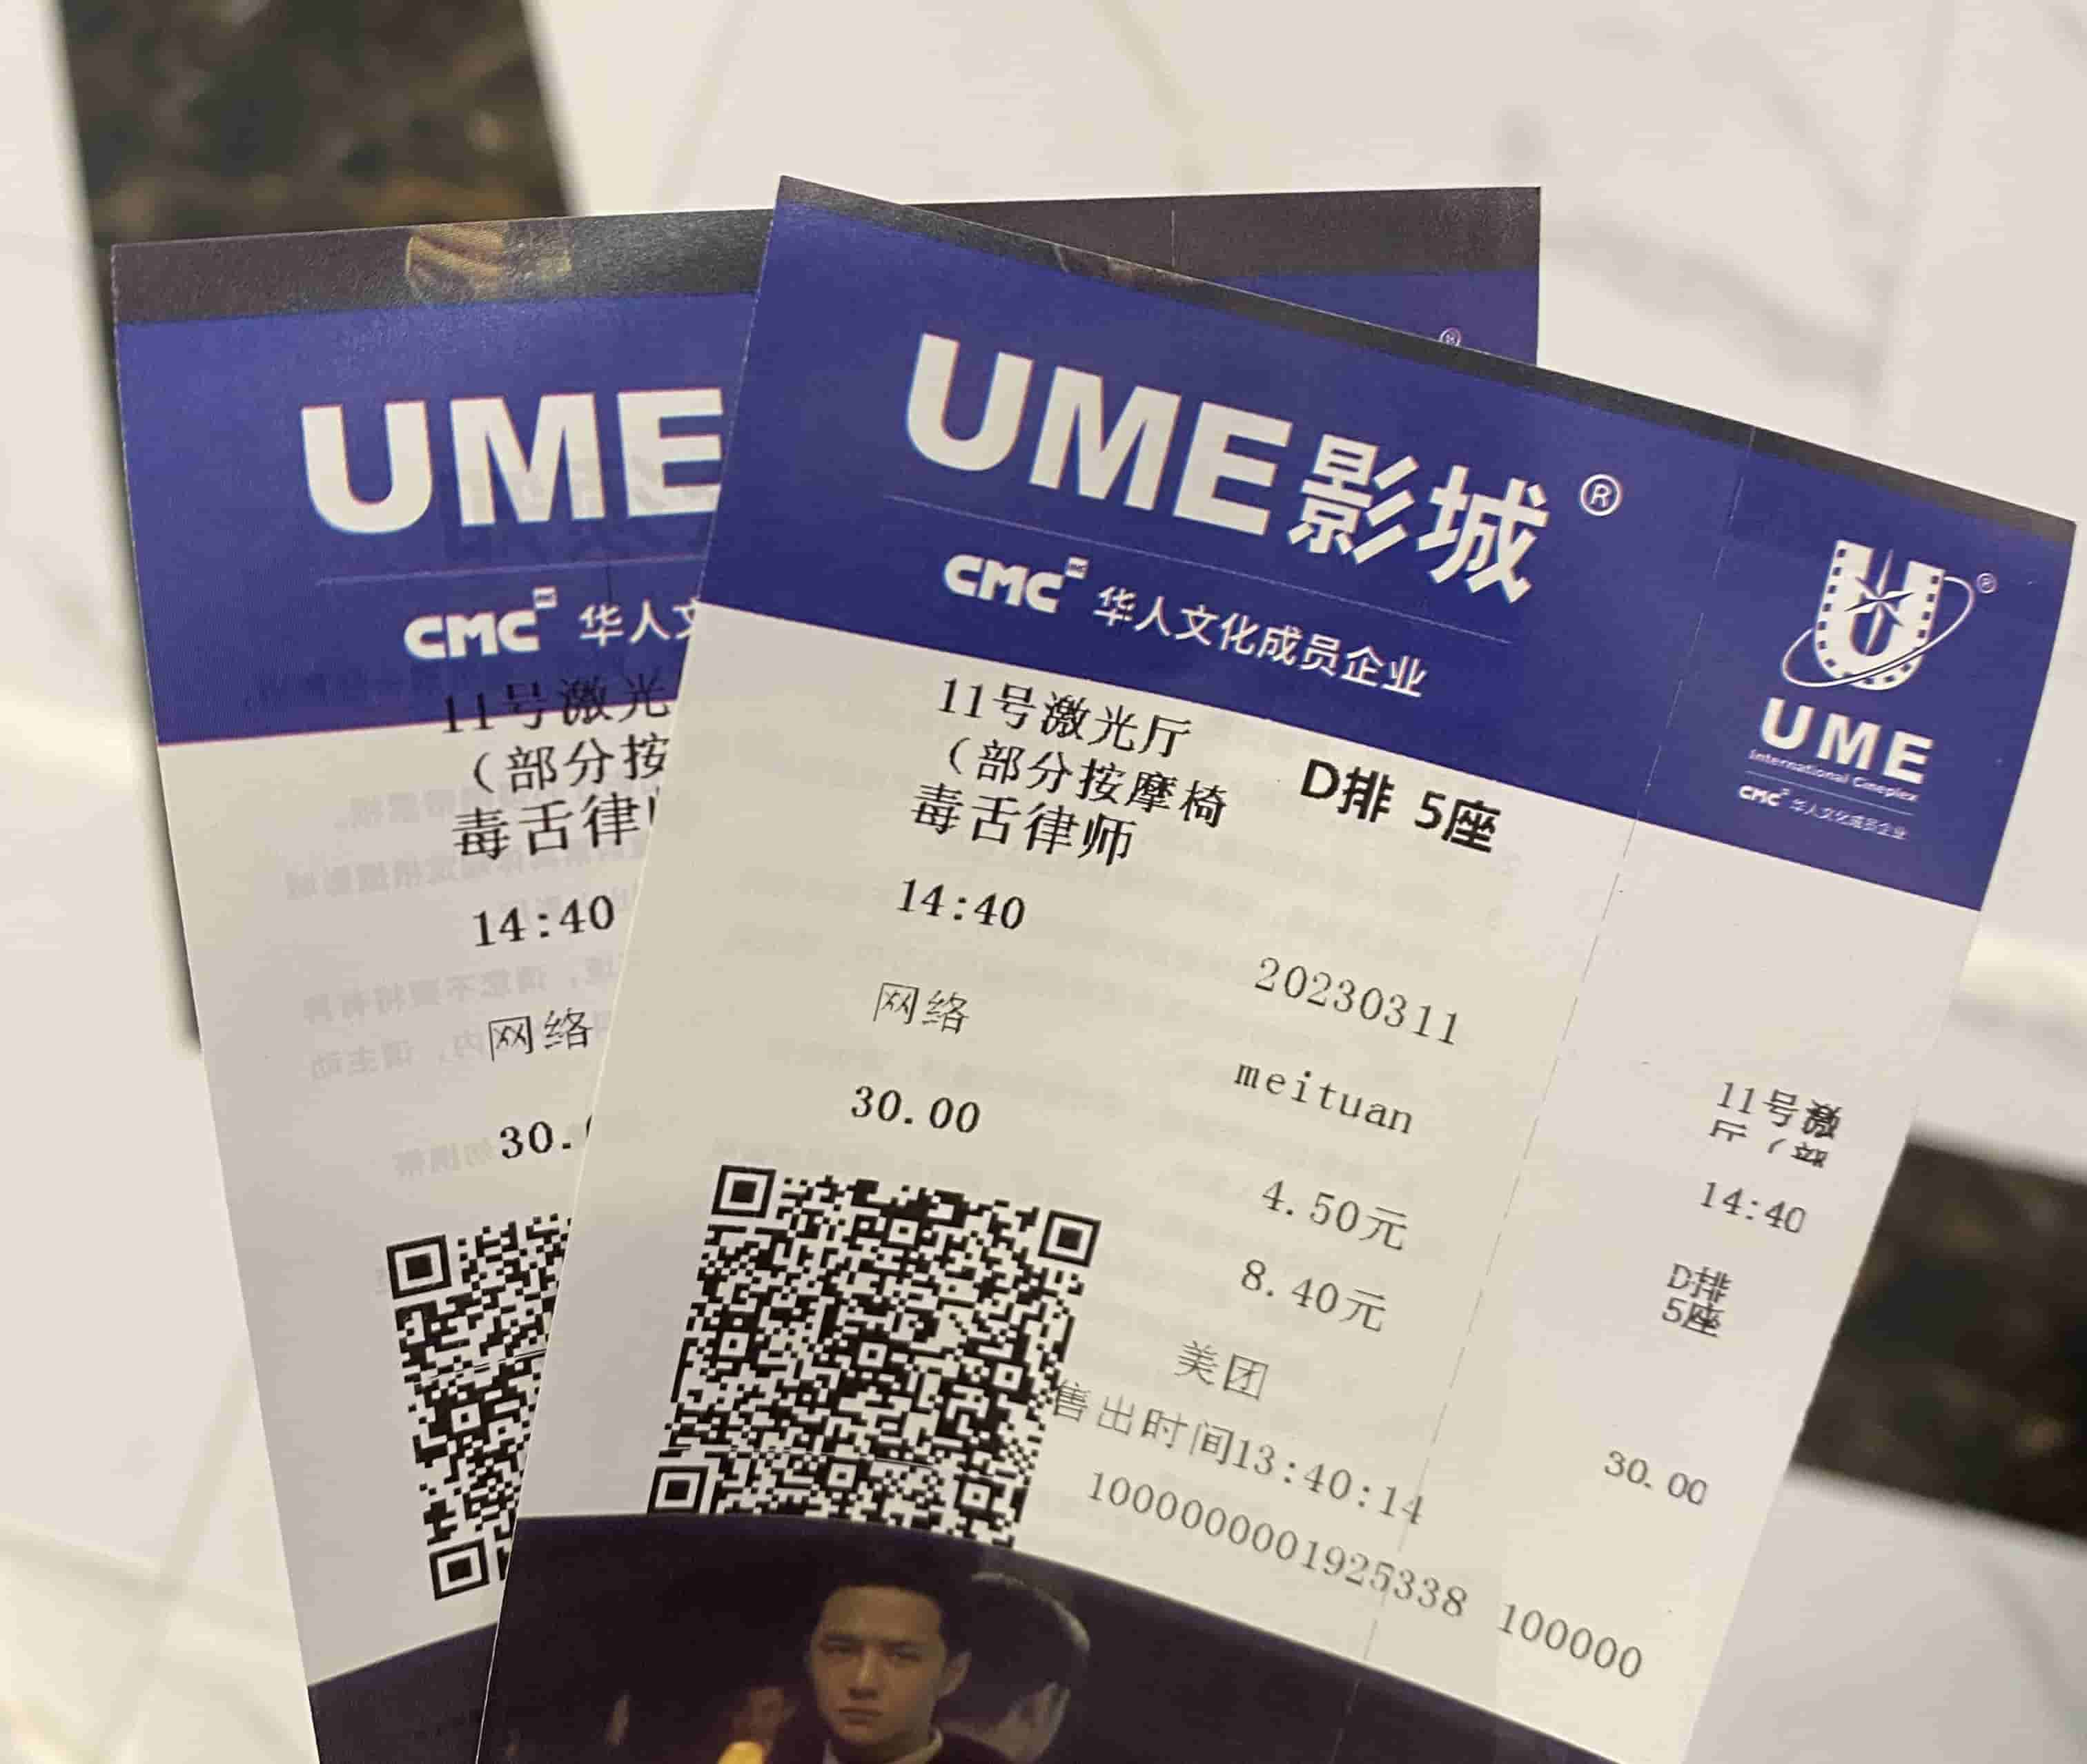 UME
CMC 华人文
11号激光
（部分按
毒舌律
14:40
网络
30.
UME影城®
CMC 华人文化成员企业
11号激光厅
（部分按摩椅
D排 5座
毒舌律师
14:40
20230311
网络
meituan
30.00
4.50元
8.40元
美团
售出时间13:40:14
1000000001925338 100000
UME
International Cineplex
CMC 华人文化成员企业
11号激
厅（部
14:40
D排
5座
30.00